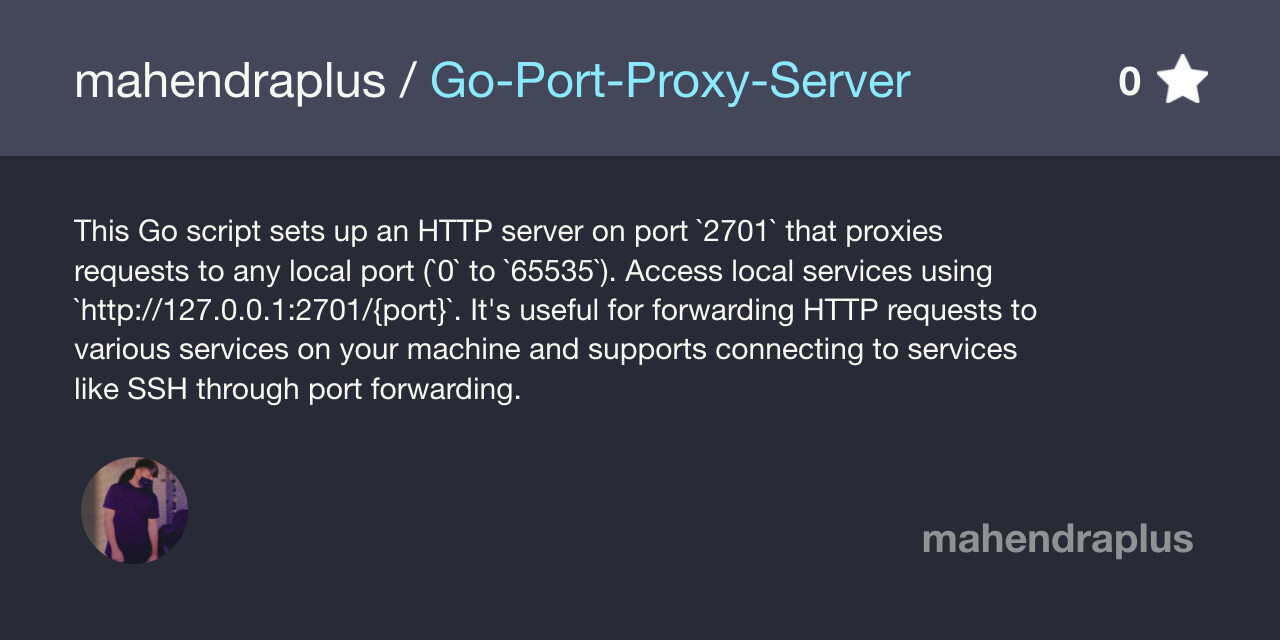 mahendraplus / Go-Port-Proxy-Server
0
This Go script sets up an HTTP server on port `2701` that proxies
requests to any local port (`0` to `65535`). Access local services using
`http://127.0.0.1:2701/{port}`. It's useful for forwarding HTTP requests to
various services on your machine and supports connecting to services
like SSH through port forwarding.
mahendraplus